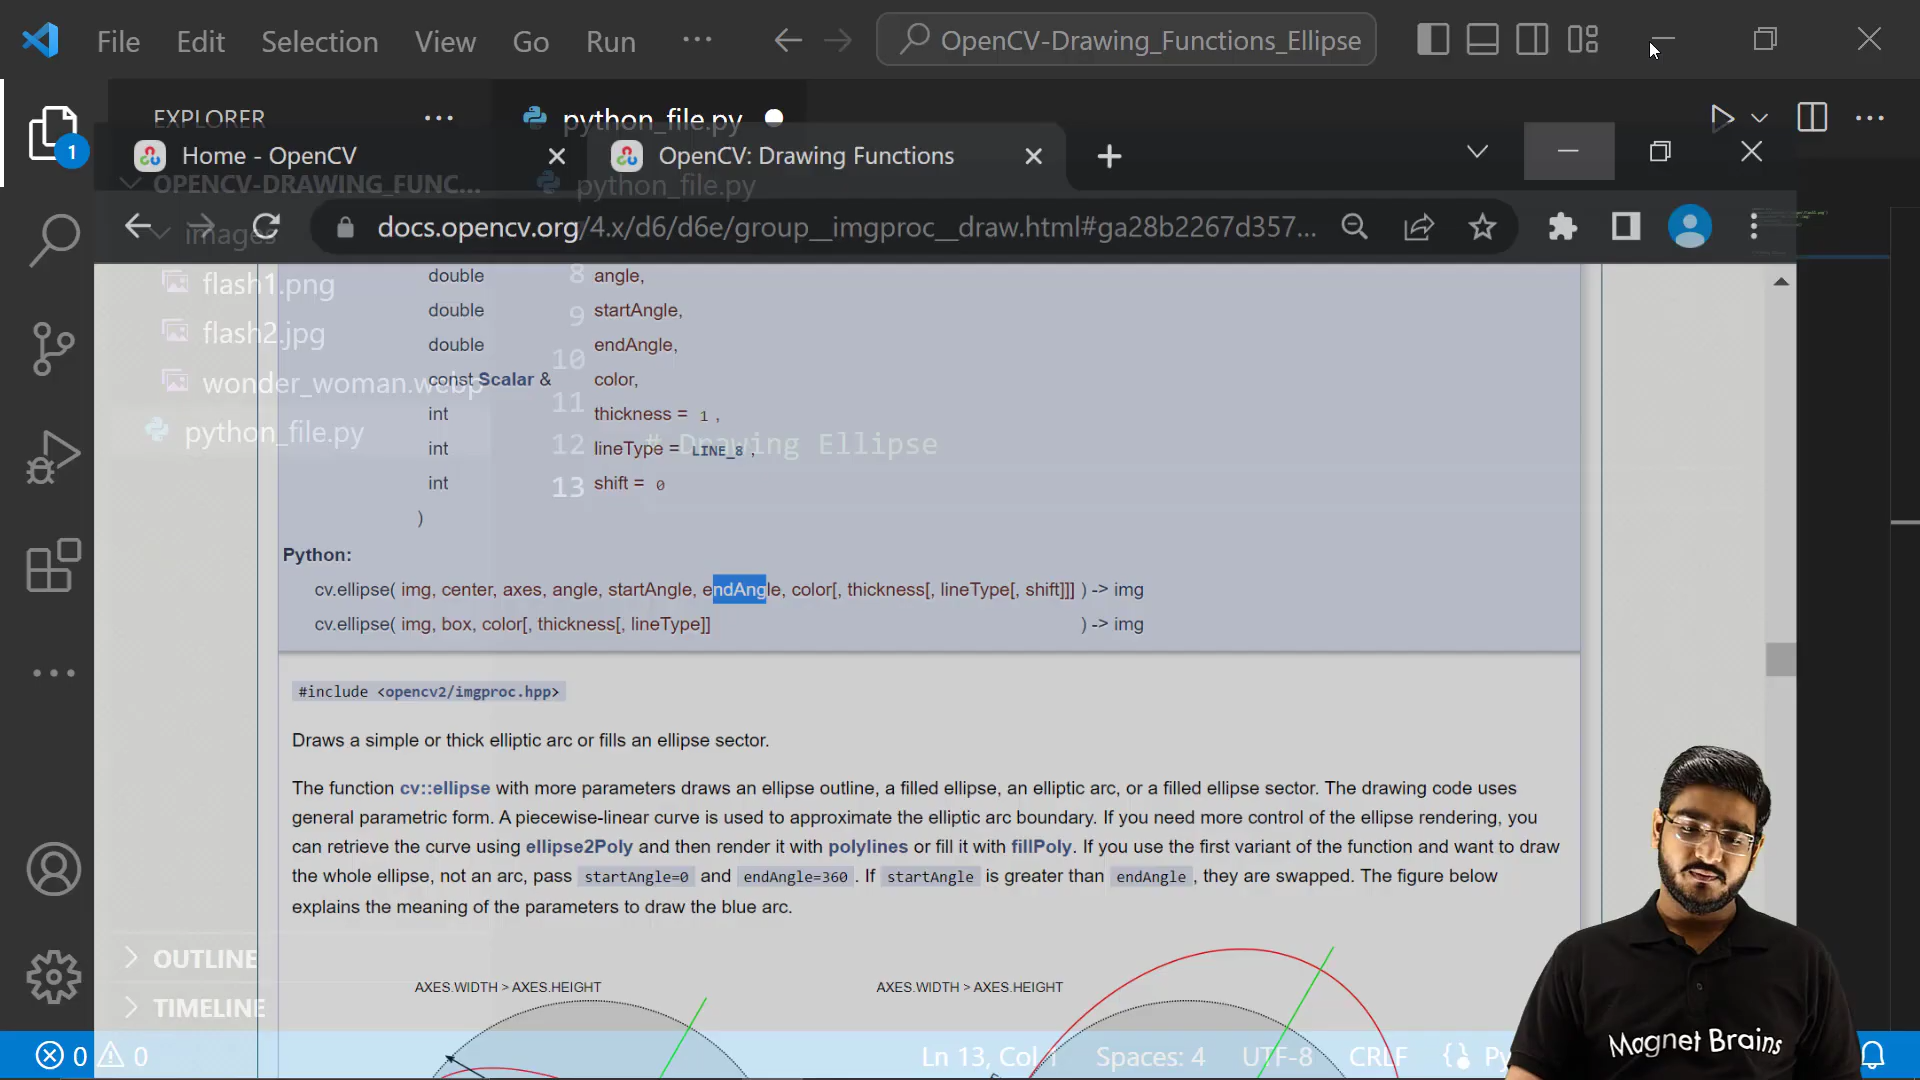 File Edit Selection View Go Run ··· OpenCV-Drawing_Functions_Ellipse
EXPLORER ··· python_file.py
1
Home - OpenCV OpenCV: Drawing Functions
OPENCV-DRAWING_FUNC... python_file.py
docs.opencv.org/4.x/d6/d6e/group__imgproc__draw.html#ga28b2267d357...
images
double 8 angle,
flash1.png
double 9 startAngle,
flash2.jpg
double 10 endAngle,
wonder_woman.webp
const Scalar & color,
11
int thickness = 1 ,
python_file.py
12 # Drawing Ellipse
int lineType = LINE_8 ,
int 13 shift = 0
)
Python:
cv.ellipse( img, center, axes, angle, startAngle, endAngle, color[, thickness[, lineType[, shift]]] ) -> img
cv.ellipse( img, box, color[, thickness[, lineType]] ) -> img
#include <opencv2/imgproc.hpp>
Draws a simple or thick elliptic arc or fills an ellipse sector.
The function cv::ellipse with more parameters draws an ellipse outline, a filled ellipse, an elliptic arc, or a filled ellipse sector. The drawing code uses
general parametric form. A piecewise-linear curve is used to approximate the elliptic arc boundary. If you need more control of the ellipse rendering, you
can retrieve the curve using ellipse2Poly and then render it with polylines or fill it with fillPoly. If you use the first variant of the function and want to draw
the whole ellipse, not an arc, pass startAngle=0 and endAngle=360 . If startAngle is greater than endAngle , they are swapped. The figure below
explains the meaning of the parameters to draw the blue arc.
OUTLINE
AXES.WIDTH > AXES.HEIGHT AXES.WIDTH > AXES.HEIGHT
TIMELINE
Magnet Brains
0 0 Ln 13, Col 1 Spaces: 4 UTF-8 CRLF Py